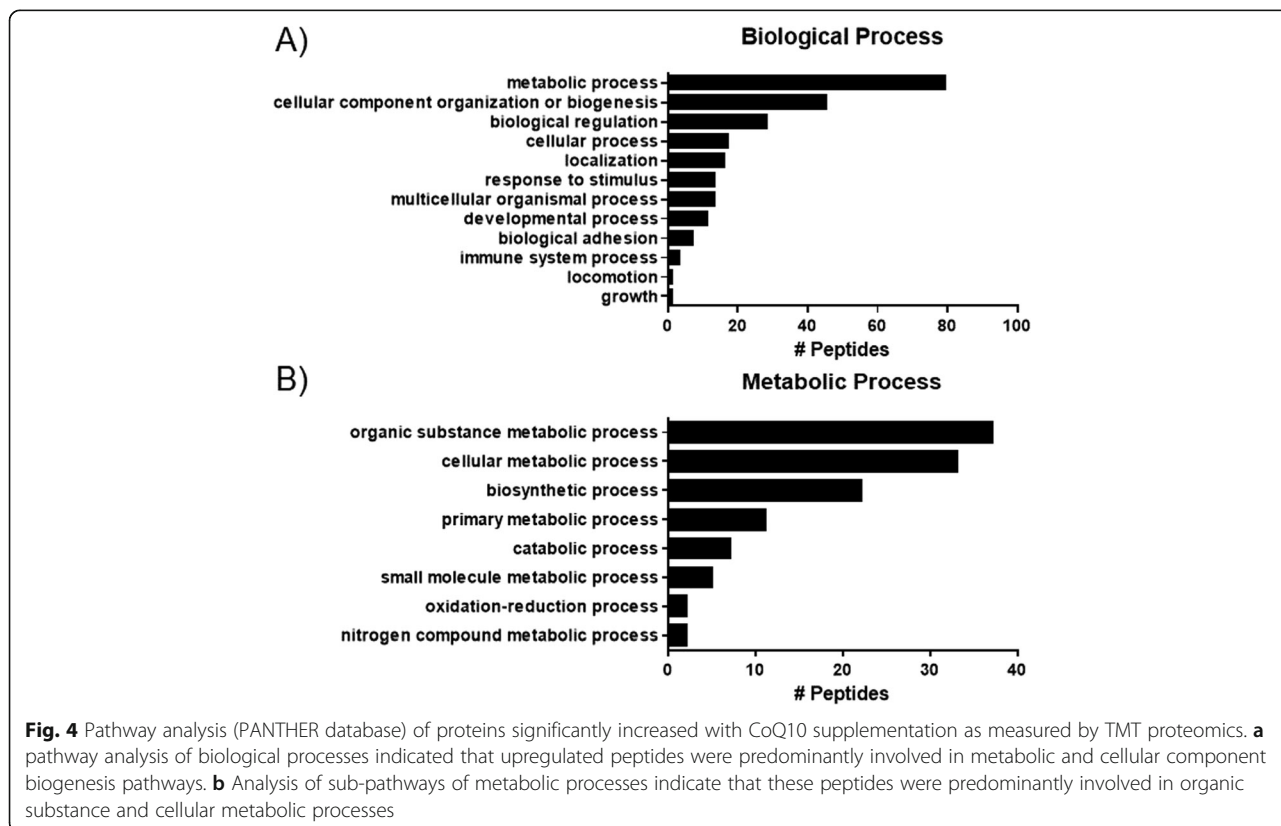 A)
Biological Process
metabolic process
cellular component organization or biogenesis
biological regulation
cellular process
localization
response to stimulus
multicellular organismal process
developmental process
biological adhesion
immune system process
locomotion
growth
0 20 40 60 80 100
# Peptides
B)
Metabolic Process
organic substance metabolic process
cellular metabolic process
biosynthetic process
primary metabolic process
catabolic process
small molecule metabolic process
oxidation-reduction process
nitrogen compound metabolic process
0 10 20 30 40
# Peptides
Fig. 4 Pathway analysis (PANTHER database) of proteins significantly increased with CoQ10 supplementation as measured by TMT proteomics. a
pathway analysis of biological processes indicated that upregulated peptides were predominantly involved in metabolic and cellular component
biogenesis pathways. b Analysis of sub-pathways of metabolic processes indicate that these peptides were predominantly involved in organic
substance and cellular metabolic processes